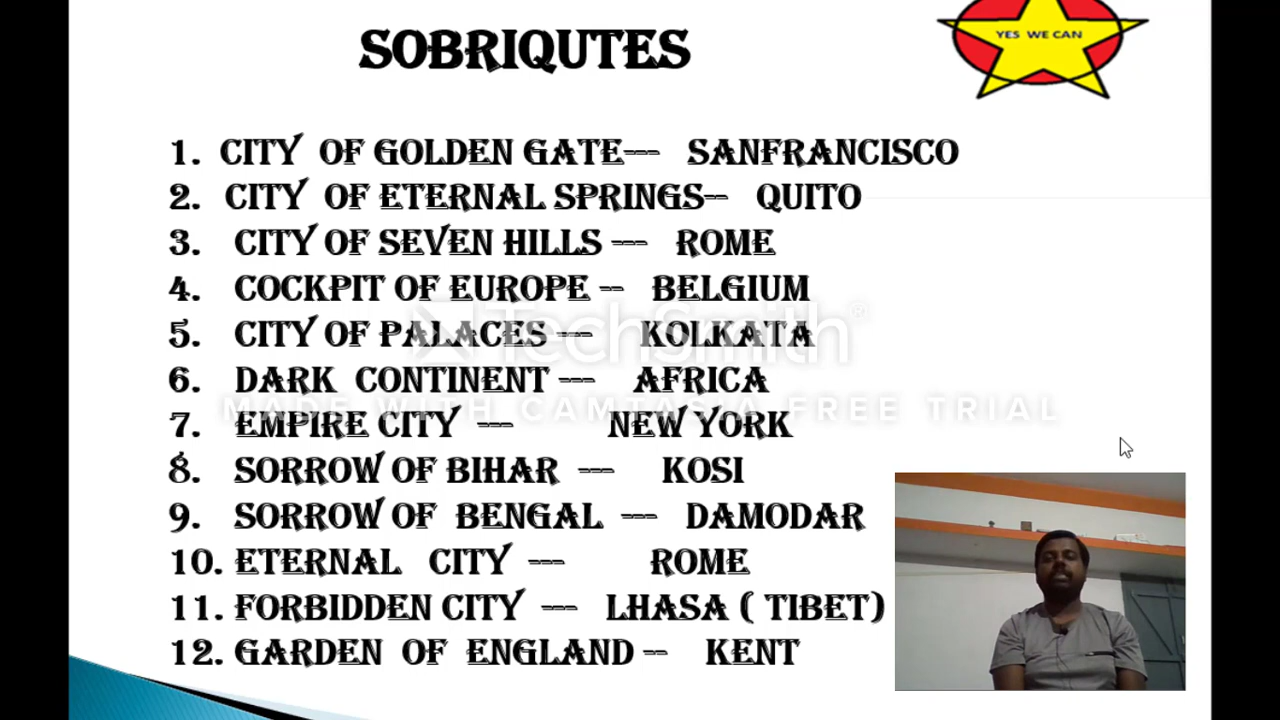 SOBRIQUTES
YES WE CAN
1. CITY OF GOLDEN GATE--- SANFRANCISCO
2. CITY OF ETERNAL SPRINGS-- QUITO
3. CITY OF SEVEN HILLS --- ROME
4. COCKPIT OF EUROPE -- BELGIUM
5. CITY OF PALACES --- KOLKATA
TechSmith®
6. DARK CONTINENT --- AFRICA
MADE WITH CAMTASIA FREE TRIAL
7. EMPIRE CITY --- NEW YORK
8. SORROW OF BIHAR --- KOSI
9. SORROW OF BENGAL --- DAMODAR
10. ETERNAL CITY --- ROME
11. FORBIDDEN CITY --- LHASA ( TIBET)
12. GARDEN OF ENGLAND -- KENT